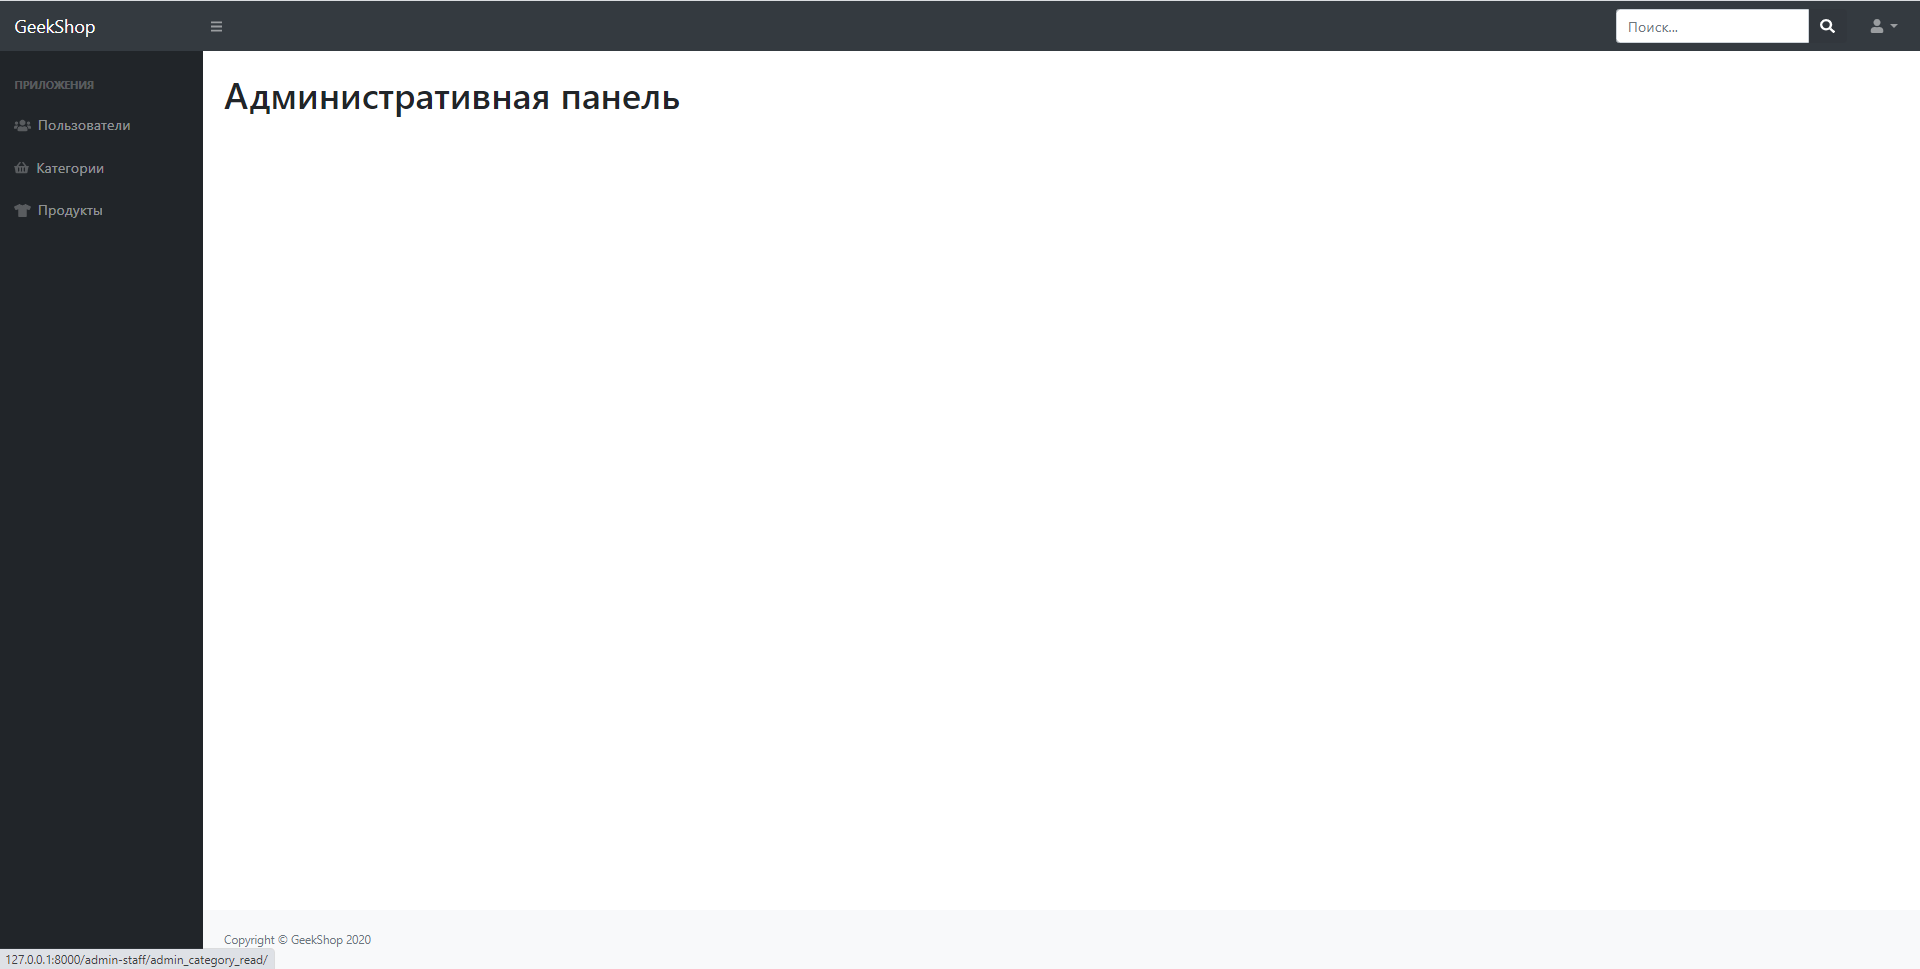 GeekShop
Поиск...
ПРИЛОЖЕНИЯ
Пользователи
Категории
Продукты
Административная панель
Copyright © GeekShop 2020
127.0.0.1:8000/admin-staff/admin_category_read/